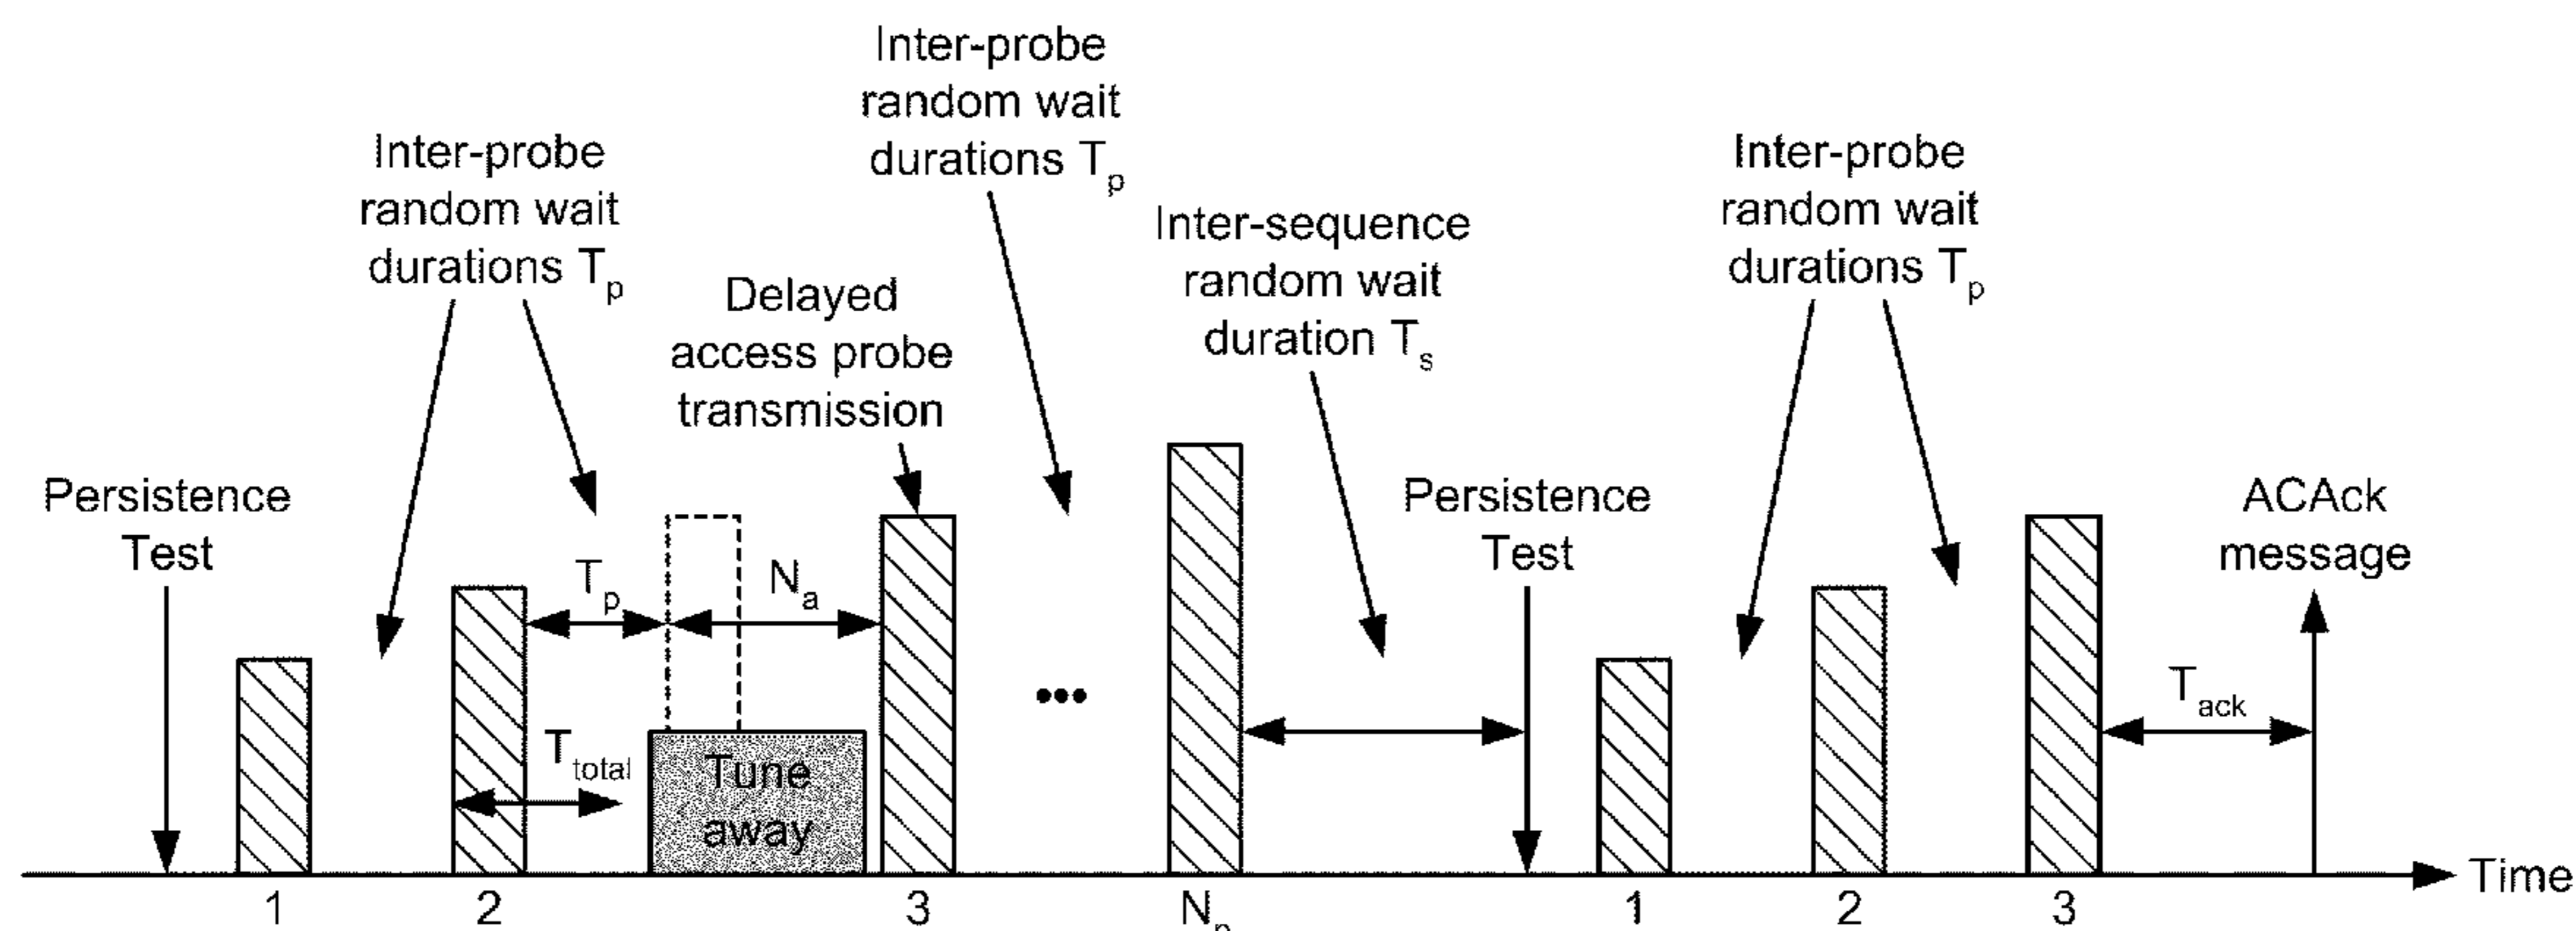 Inter-probe
random wait
durations Tp
Inter-probe
random wait
durations Tp
Delayed
access probe
transmission
Inter-sequence
random wait
duration Ts
Inter-probe
random wait
durations Tp
Persistence
Test
Persistence
Test
ACAck
message
Tp
Na
Ttotal
Tune
away
•••
Tack
Time
1
2
3
Np
1
2
3